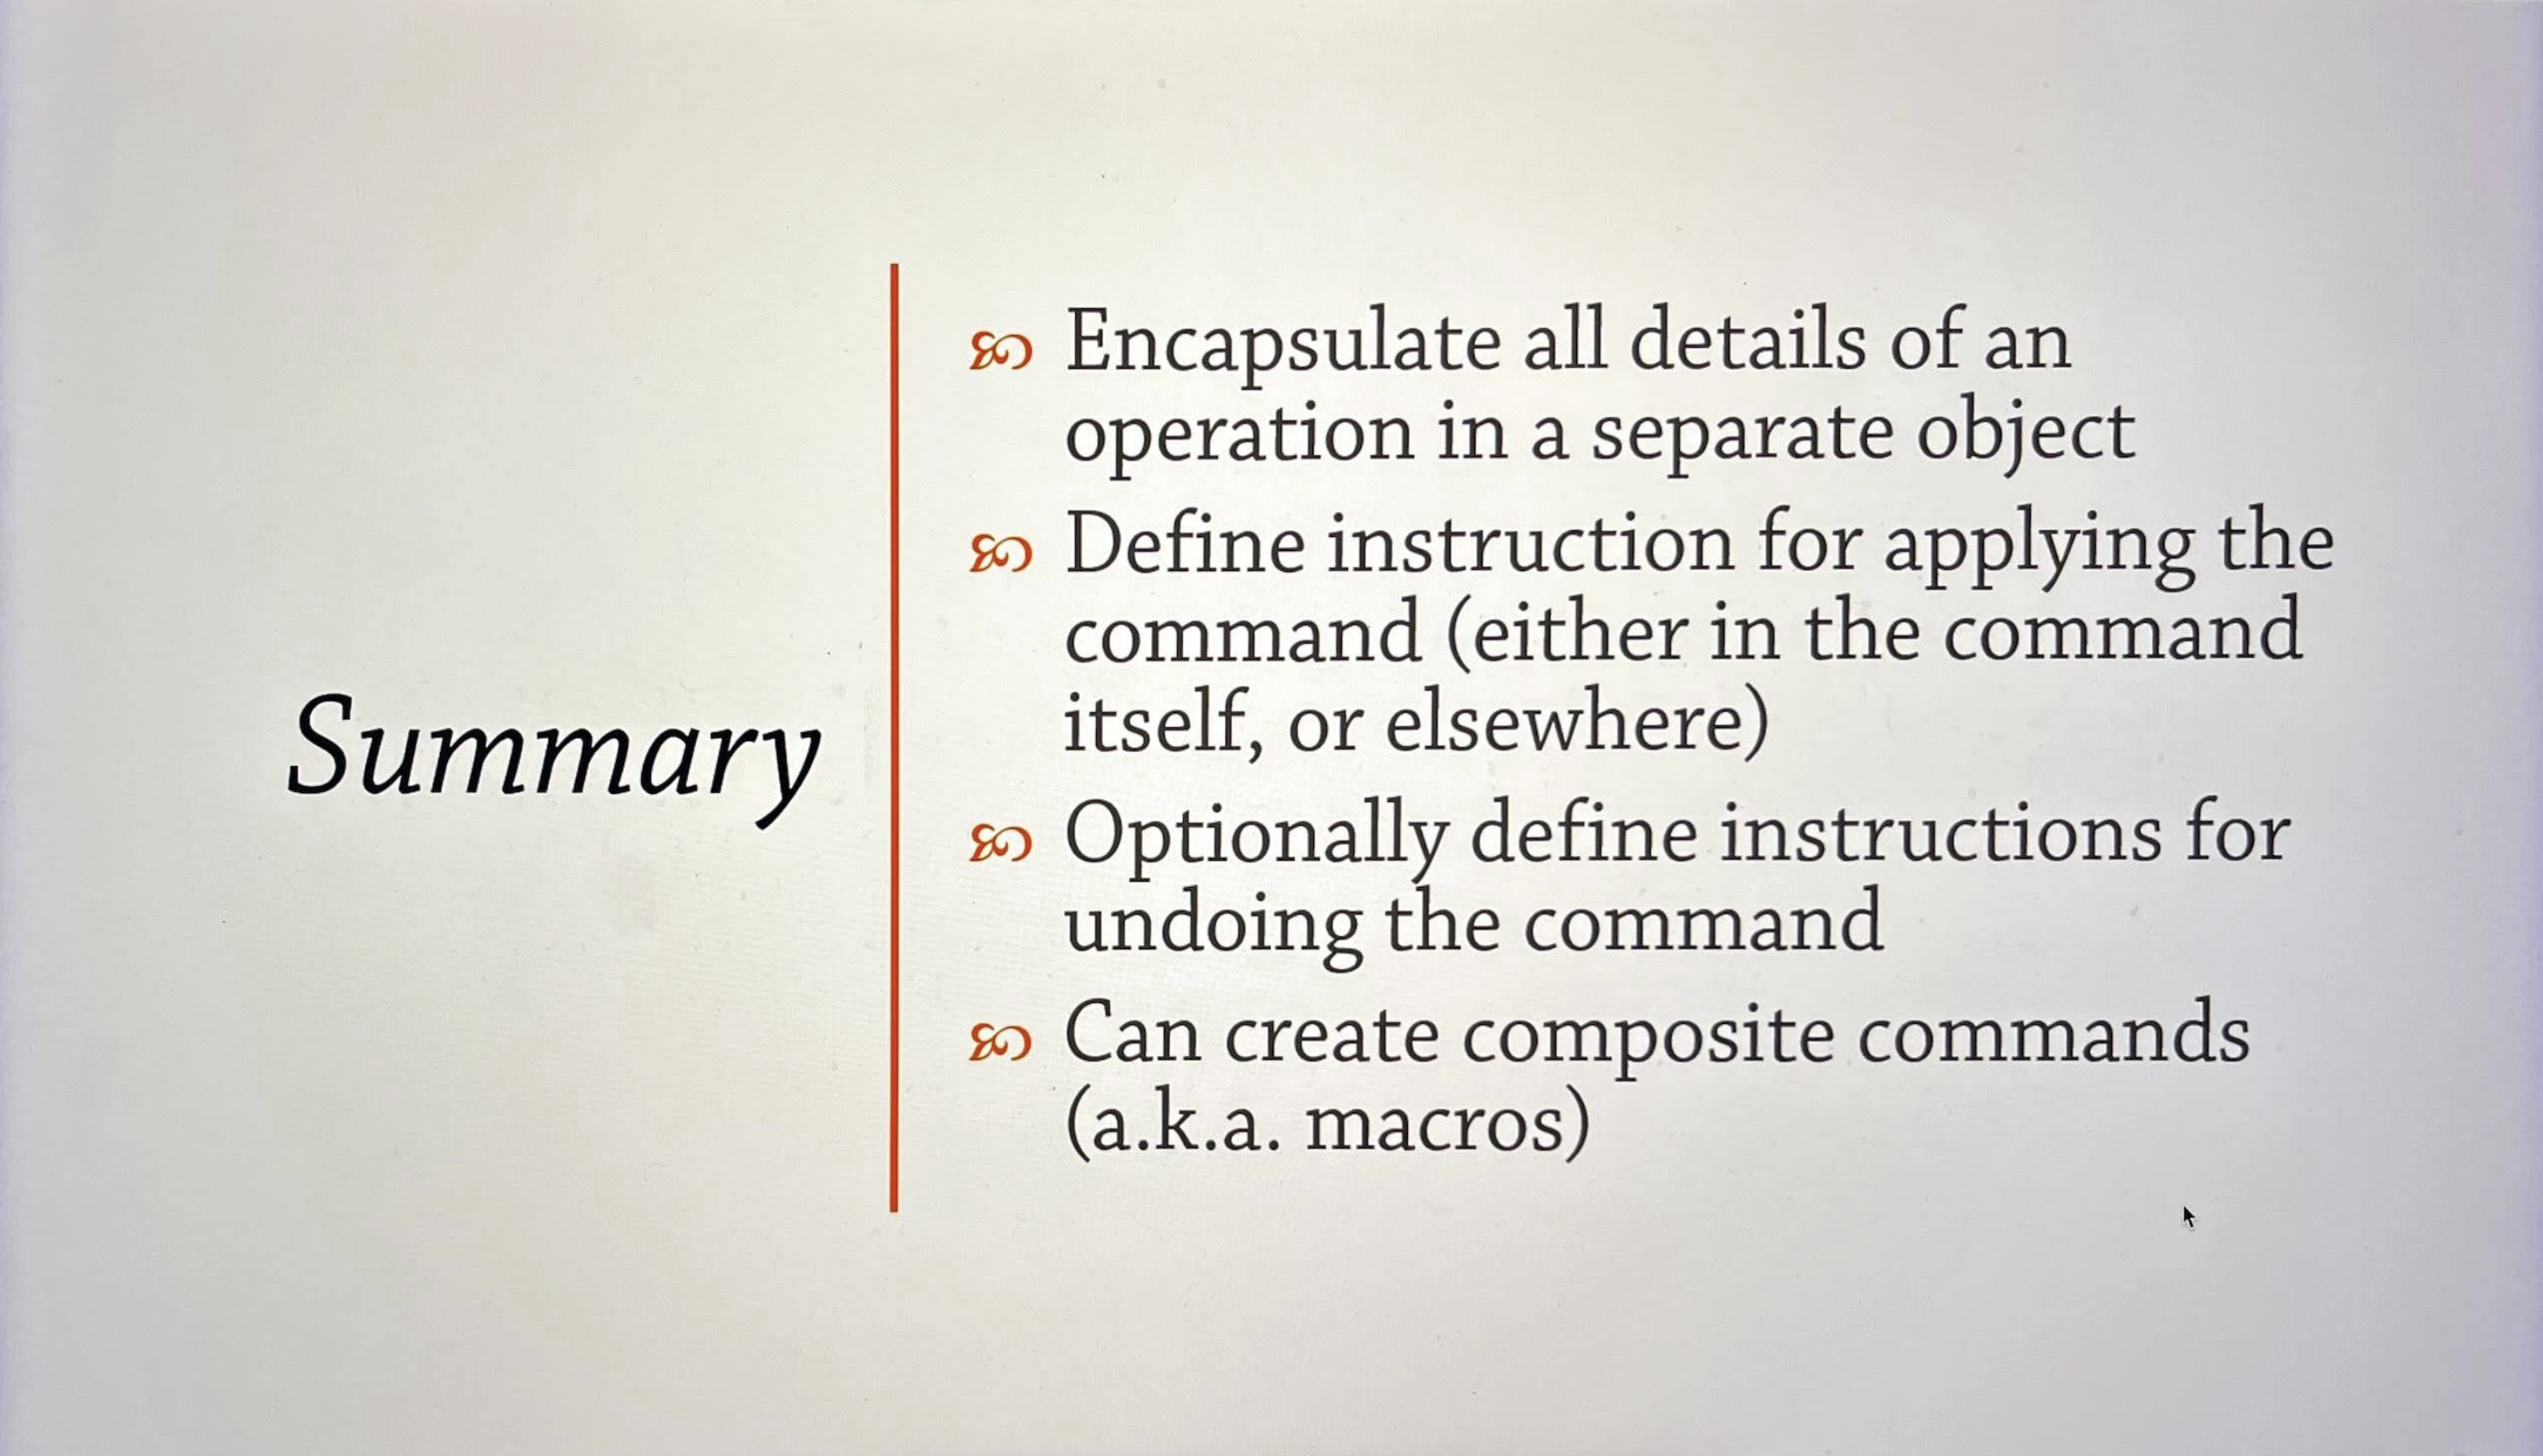 Summary
Encapsulate all details of an
operation in a separate object
Define instruction for applying the
command (either in the command
itself, or elsewhere)
Optionally define instructions for
undoing the command
Can create composite commands
(a.k.a. macros)